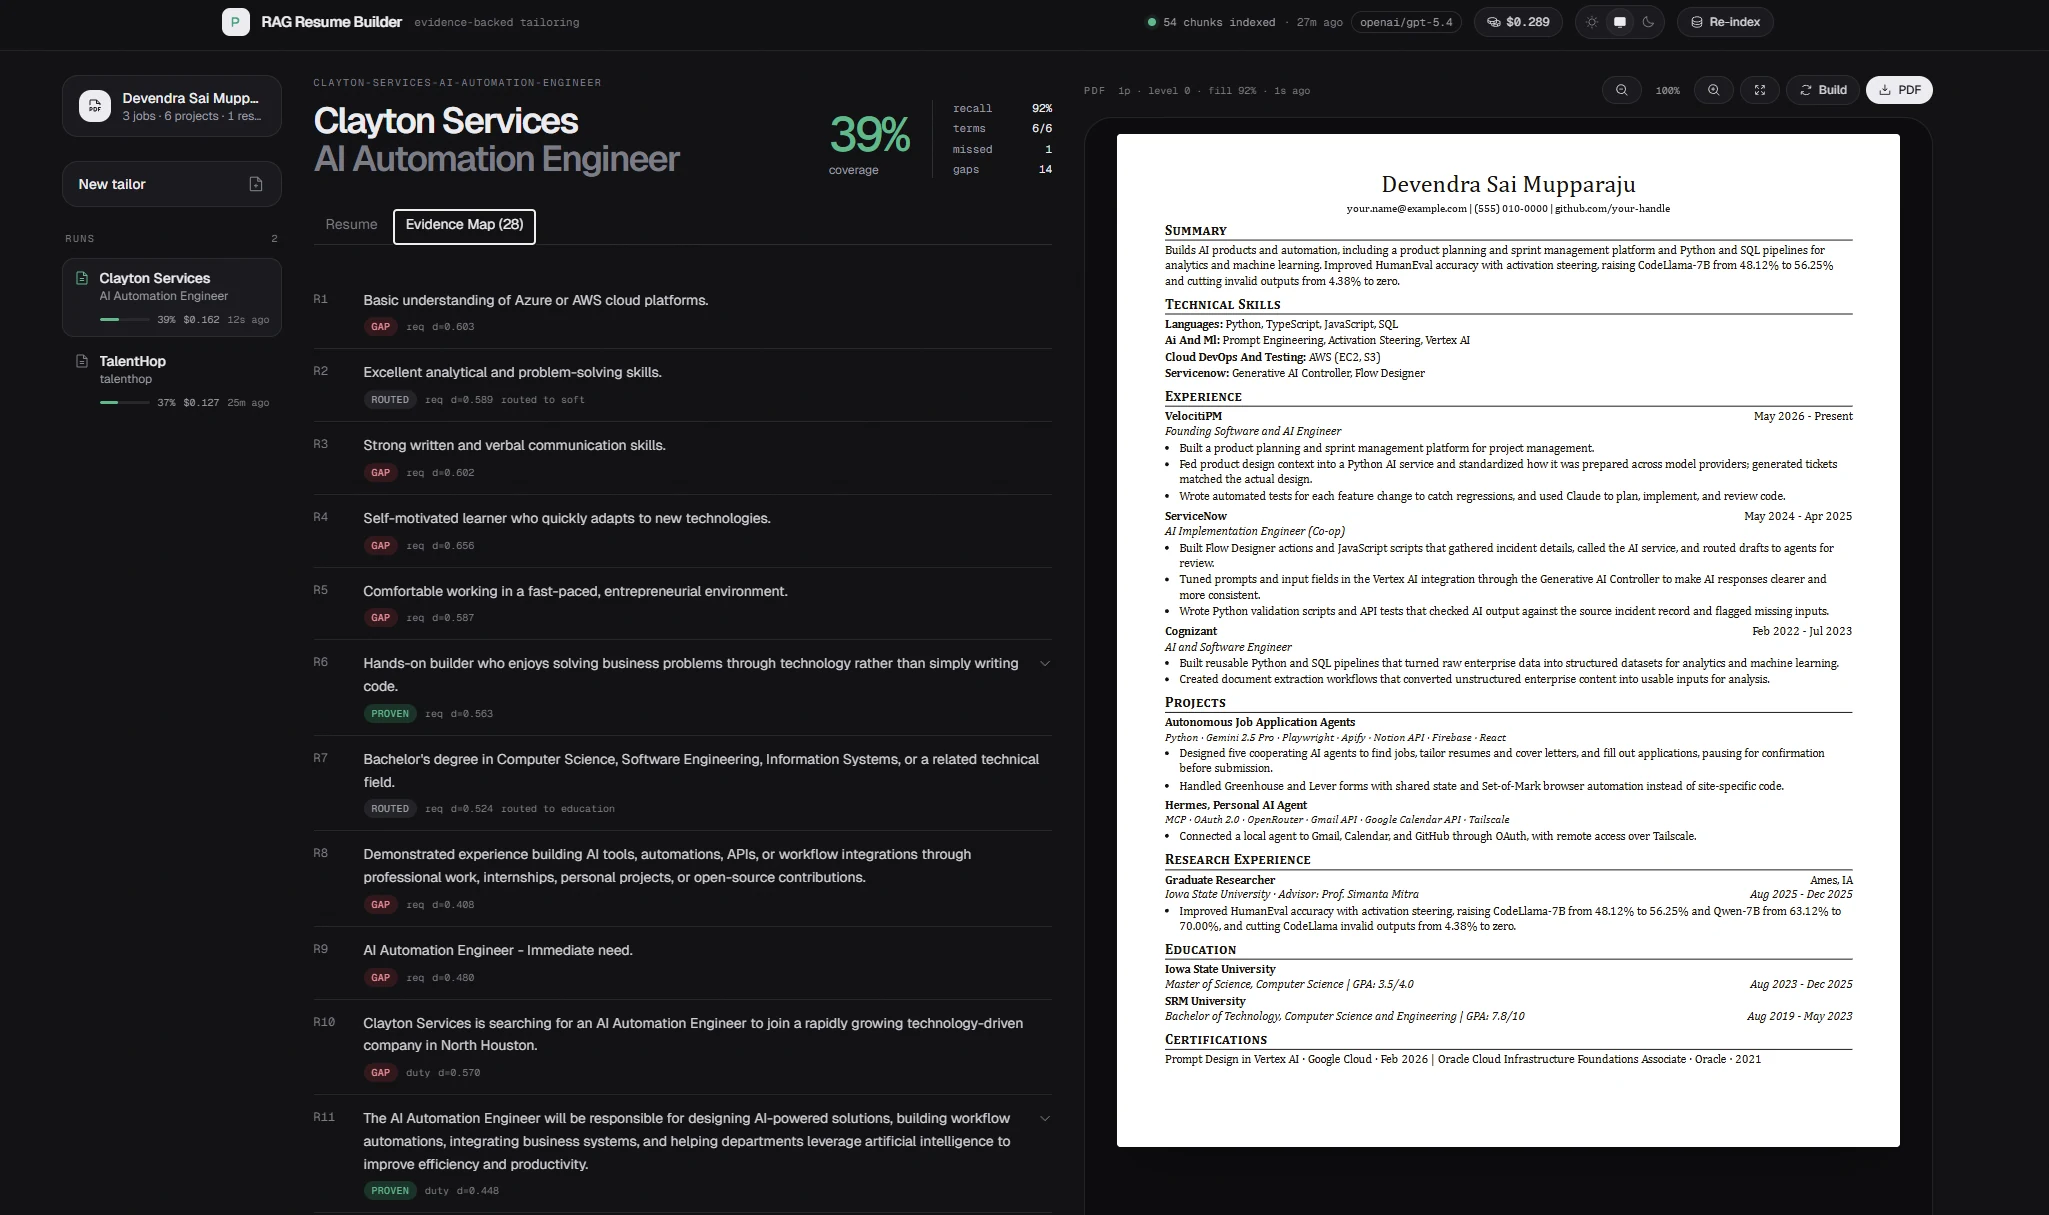 P RAG Resume Builder evidence-backed tailoring
54 chunks indexed · 27m ago openai/gpt-5.4 $0.289 Re-index
Devendra Sai Mupp...
3 jobs · 6 projects · 1 res...
New tailor
RUNS 2
Clayton Services
AI Automation Engineer
39% $0.162 12s ago
TalentHop
talenthop
37% $0.127 25m ago
CLAYTON-SERVICES-AI-AUTOMATION-ENGINEER
Clayton Services
AI Automation Engineer
39%
coverage
recall 92%
terms 6/6
missed 1
gaps 14
Resume Evidence Map (28)
R1 Basic understanding of Azure or AWS cloud platforms.
GAP req d=0.603
R2 Excellent analytical and problem-solving skills.
ROUTED req d=0.589 routed to soft
R3 Strong written and verbal communication skills.
GAP req d=0.602
R4 Self-motivated learner who quickly adapts to new technologies.
GAP req d=0.656
R5 Comfortable working in a fast-paced, entrepreneurial environment.
GAP req d=0.587
R6 Hands-on builder who enjoys solving business problems through technology rather than simply writing
code.
PROVEN req d=0.563
R7 Bachelor's degree in Computer Science, Software Engineering, Information Systems, or a related technical
field.
ROUTED req d=0.524 routed to education
R8 Demonstrated experience building AI tools, automations, APIs, or workflow integrations through
professional work, internships, personal projects, or open-source contributions.
GAP req d=0.408
R9 AI Automation Engineer - Immediate need.
GAP req d=0.480
R10 Clayton Services is searching for an AI Automation Engineer to join a rapidly growing technology-driven
company in North Houston.
GAP duty d=0.570
R11 The AI Automation Engineer will be responsible for designing AI-powered solutions, building workflow
automations, integrating business systems, and helping departments leverage artificial intelligence to
improve efficiency and productivity.
PROVEN duty d=0.448
PDF 1p · level 0 · fill 92% · 1s ago
100% Build PDF
Devendra Sai Mupparaju
your.name@example.com | (555) 010-0000 | github.com/your-handle
SUMMARY
Builds AI products and automation, including a product planning and sprint management platform and Python and SQL pipelines for
analytics and machine learning. Improved HumanEval accuracy with activation steering, raising CodeLlama-7B from 48.12% to 56.25%
and cutting invalid outputs from 4.38% to zero.
TECHNICAL SKILLS
Languages: Python, TypeScript, JavaScript, SQL
Ai And Ml: Prompt Engineering, Activation Steering, Vertex AI
Cloud DevOps And Testing: AWS (EC2, S3)
Servicenow: Generative AI Controller, Flow Designer
EXPERIENCE
VelocitiPM May 2026 - Present
Founding Software and AI Engineer
• Built a product planning and sprint management platform for project management.
• Fed product design context into a Python AI service and standardized how it was prepared across model providers; generated tickets
matched the actual design.
• Wrote automated tests for each feature change to catch regressions, and used Claude to plan, implement, and review code.
ServiceNow May 2024 - Apr 2025
AI Implementation Engineer (Co-op)
• Built Flow Designer actions and JavaScript scripts that gathered incident details, called the AI service, and routed drafts to agents for
review.
• Tuned prompts and input fields in the Vertex AI integration through the Generative AI Controller to make AI responses clearer and
more consistent.
• Wrote Python validation scripts and API tests that checked AI output against the source incident record and flagged missing inputs.
Cognizant Feb 2022 - Jul 2023
AI and Software Engineer
• Built reusable Python and SQL pipelines that turned raw enterprise data into structured datasets for analytics and machine learning.
• Created document extraction workflows that converted unstructured enterprise content into usable inputs for analysis.
PROJECTS
Autonomous Job Application Agents
Python · Gemini 2.5 Pro · Playwright · Apify · Notion API · Firebase · React
• Designed five cooperating AI agents to find jobs, tailor resumes and cover letters, and fill out applications, pausing for confirmation
before submission.
• Handled Greenhouse and Lever forms with shared state and Set-of-Mark browser automation instead of site-specific code.
Hermes, Personal AI Agent
MCP · OAuth 2.0 · OpenRouter · Gmail API · Google Calendar API · Tailscale
• Connected a local agent to Gmail, Calendar, and GitHub through OAuth, with remote access over Tailscale.
RESEARCH EXPERIENCE
Graduate Researcher Ames, IA
Iowa State University · Advisor: Prof. Simanta Mitra Aug 2025 - Dec 2025
• Improved HumanEval accuracy with activation steering, raising CodeLlama-7B from 48.12% to 56.25% and Qwen-7B from 63.12% to
70.00%, and cutting CodeLlama invalid outputs from 4.38% to zero.
EDUCATION
Iowa State University
Master of Science, Computer Science | GPA: 3.5/4.0 Aug 2023 - Dec 2025
SRM University
Bachelor of Technology, Computer Science and Engineering | GPA: 7.8/10 Aug 2019 - May 2023
CERTIFICATIONS
Prompt Design in Vertex AI · Google Cloud · Feb 2026 | Oracle Cloud Infrastructure Foundations Associate · Oracle · 2021